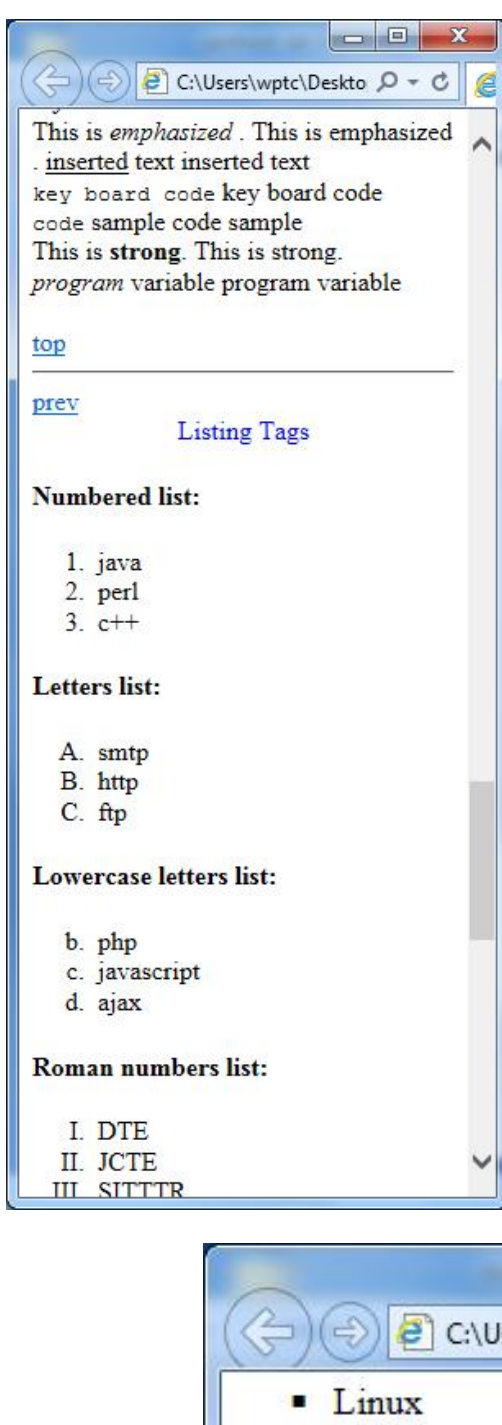 C:\Users\wptc\Deskto
This is emphasized . This is emphasized
. inserted text inserted text
key board code key board code
code sample code sample
This is strong. This is strong.
program variable program variable
top
prev
Listing Tags
Numbered list:
1. java
2. perl
3. c++
Letters list:
A. smtp
B. http
C. ftp
Lowercase letters list:
b. php
c. javascript
d. ajax
Roman numbers list:
I. DTE
II. JCTE
III. SITTTR
C:\U
▪ Linux